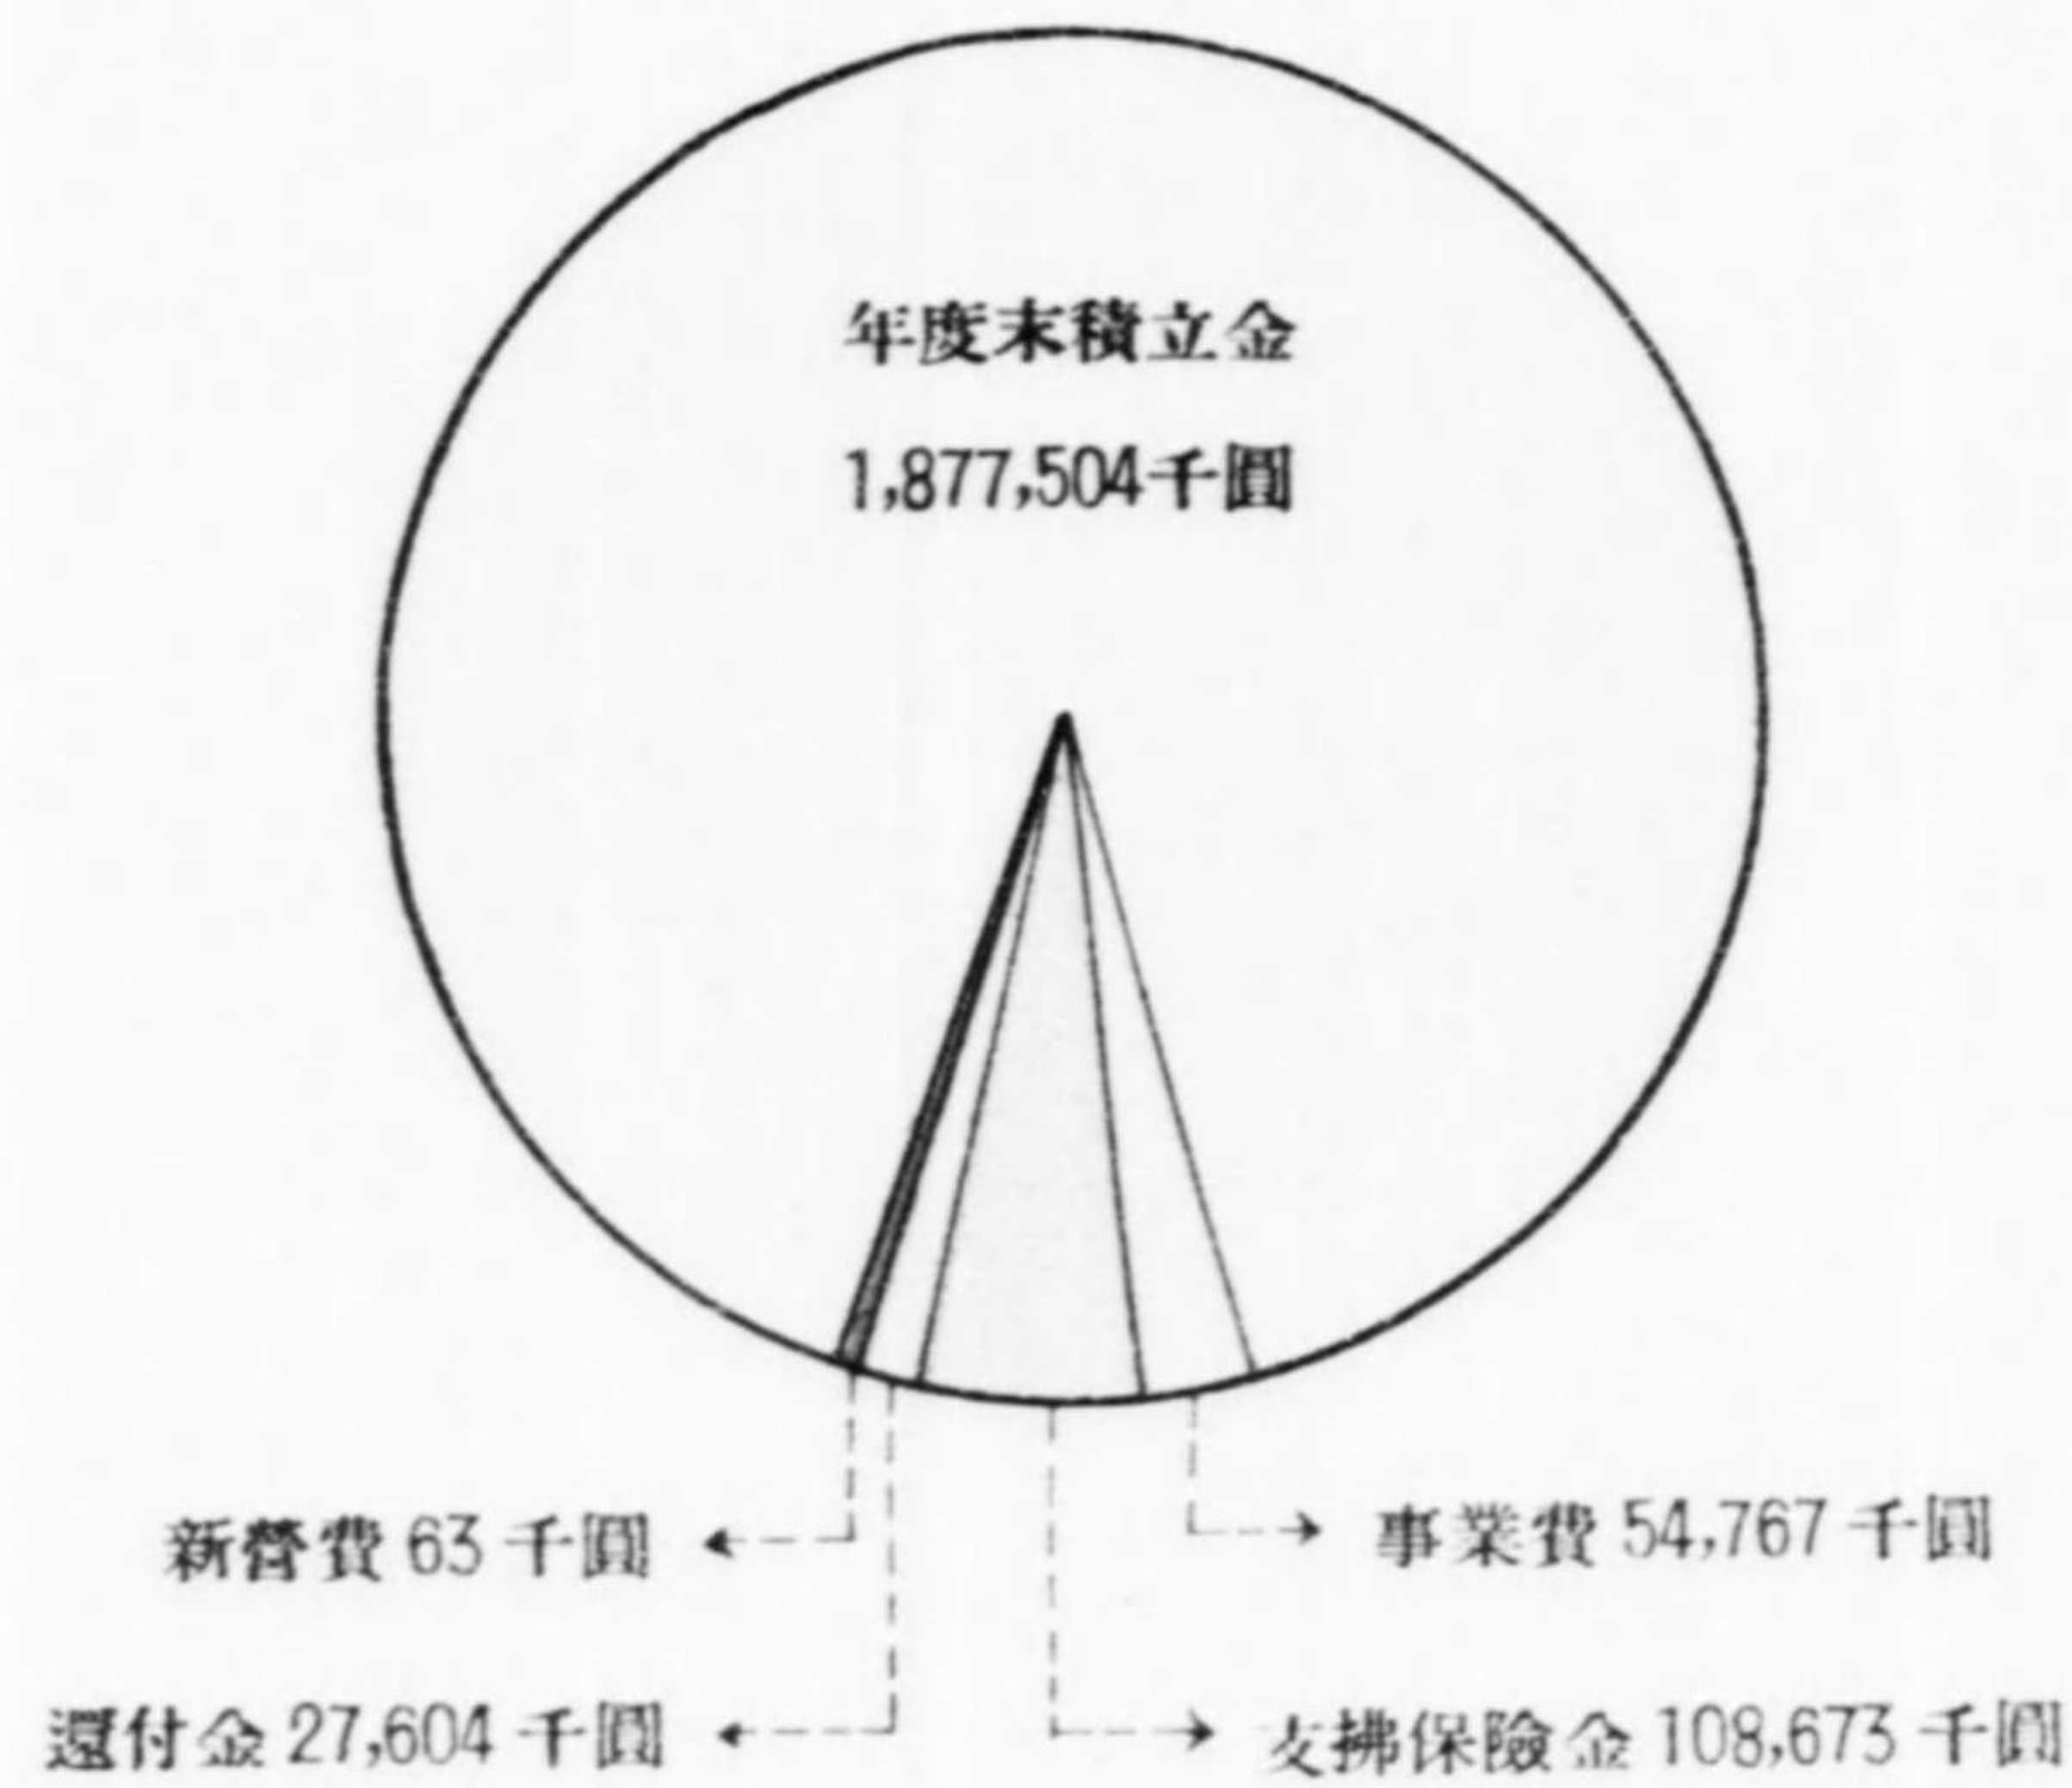 年度末積立金
1,877,504千圓
新營費 63 千圓
事業費 54,767 千圓
還付金 27,604 千圓
支拂保險金 108,673 千圓